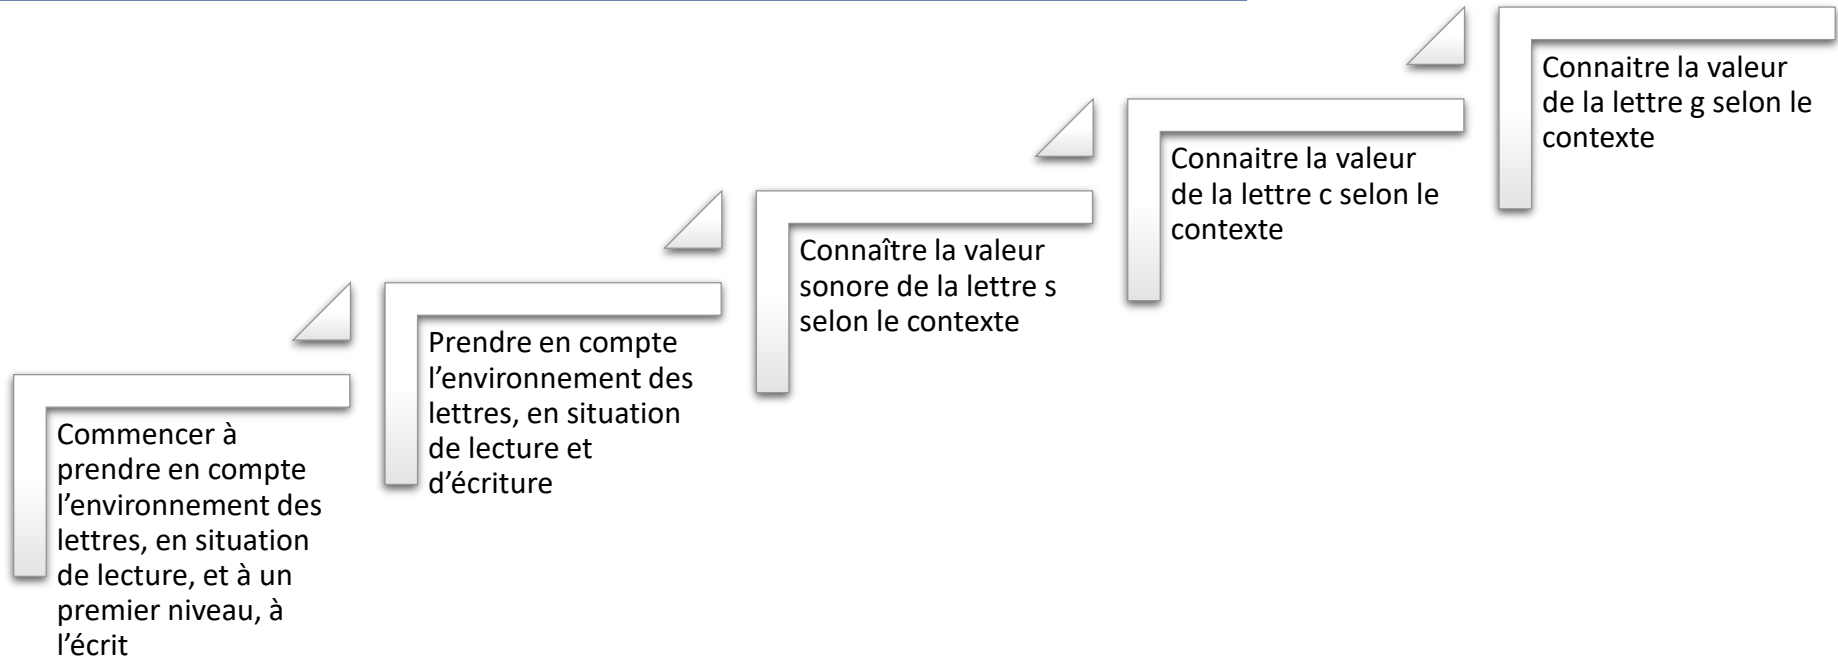 Commencer à
prendre en compte
l’environnement des
lettres, en situation
de lecture, et à un
premier niveau, à
l’écrit
Prendre en compte
l’environnement des
lettres, en situation
de lecture et
d’écriture
Connaître la valeur
sonore de la lettre s
selon le contexte
Connaitre la valeur
de la lettre c selon le
contexte
Connaitre la valeur
de la lettre g selon le
contexte